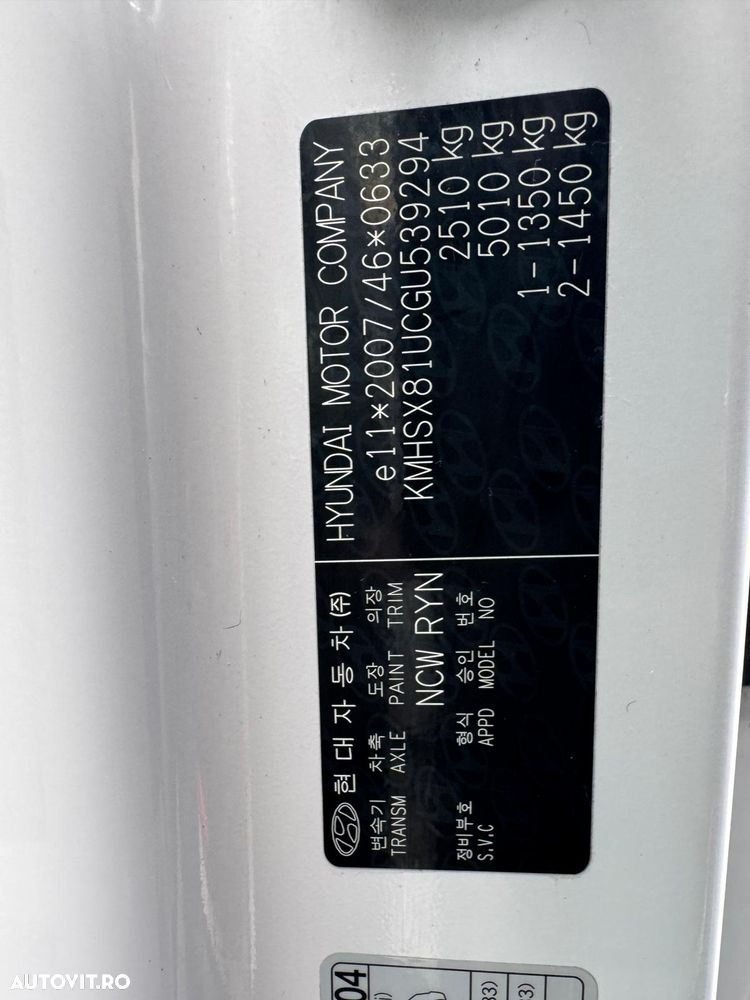 현대자동차(주)
HYUNDAI MOTOR COMPANY
변속기 차축 도장 의장
TRANSM AXLE PAINT TRIM
NCW RYN
정비부호 형식 승인 번호
S.V.C APPD MODEL NO
e11*2007/46*0633
KMHSX81UCGU539294
2510 kg
5010 kg
1-1350 kg
2-1450 kg
04
AUTOVIT.RO